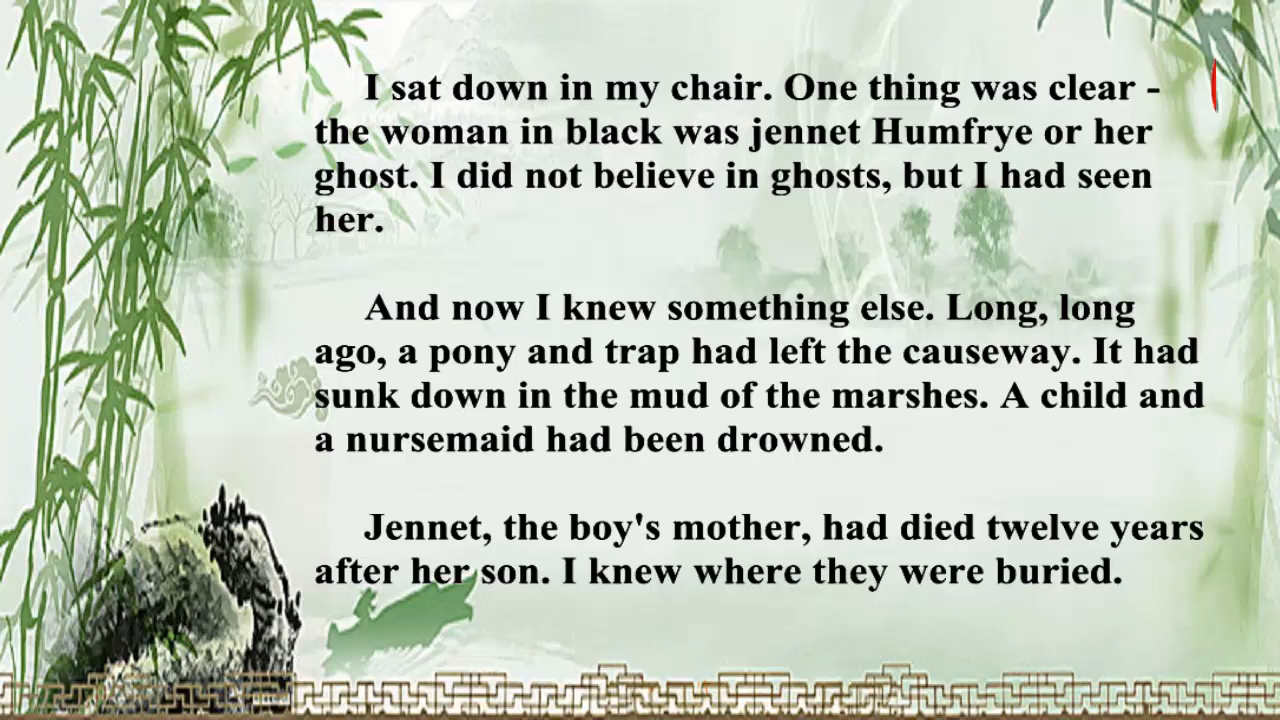 I sat down in my chair. One thing was clear -
the woman in black was jennet Humfrye or her
ghost. I did not believe in ghosts, but I had seen
her.
And now I knew something else. Long, long
ago, a pony and trap had left the causeway. It had
sunk down in the mud of the marshes. A child and
a nursemaid had been drowned.
Jennet, the boy's mother, had died twelve years
after her son. I knew where they were buried.